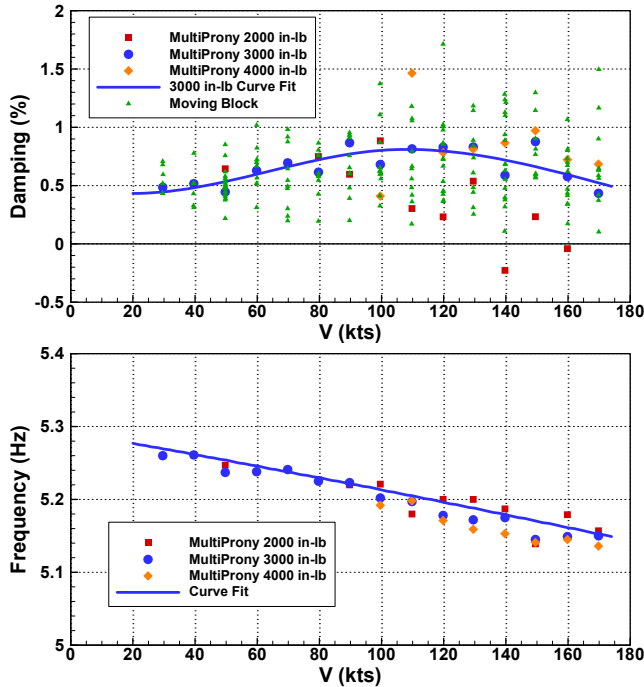 2
1.5
1
0.5
0
-0.5
Damping (%)
MultiProny 2000 in-lb
MultiProny 3000 in-lb
MultiProny 4000 in-lb
3000 in-lb Curve Fit
Moving Block
0 20 40 60 80 100 120 140 160 180
V (kts)
5.4
5.3
5.2
5.1
5
Frequency (Hz)
MultiProny 2000 in-lb
MultiProny 3000 in-lb
MultiProny 4000 in-lb
Curve Fit
0 20 40 60 80 100 120 140 160 180
V (kts)